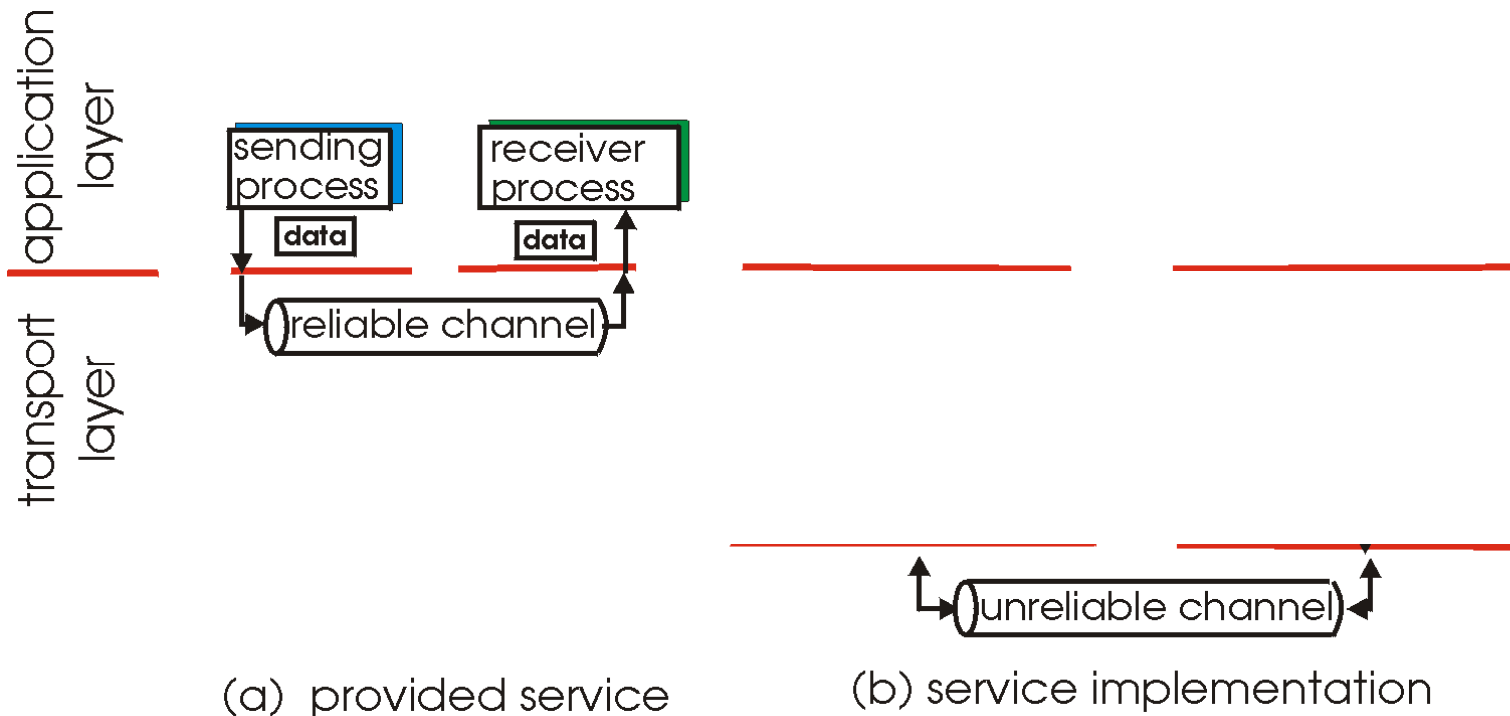 application
layer
transport
layer
sending
process
receiver
process
data
data
reliable channel
unreliable channel
(a) provided service
(b) service implementation